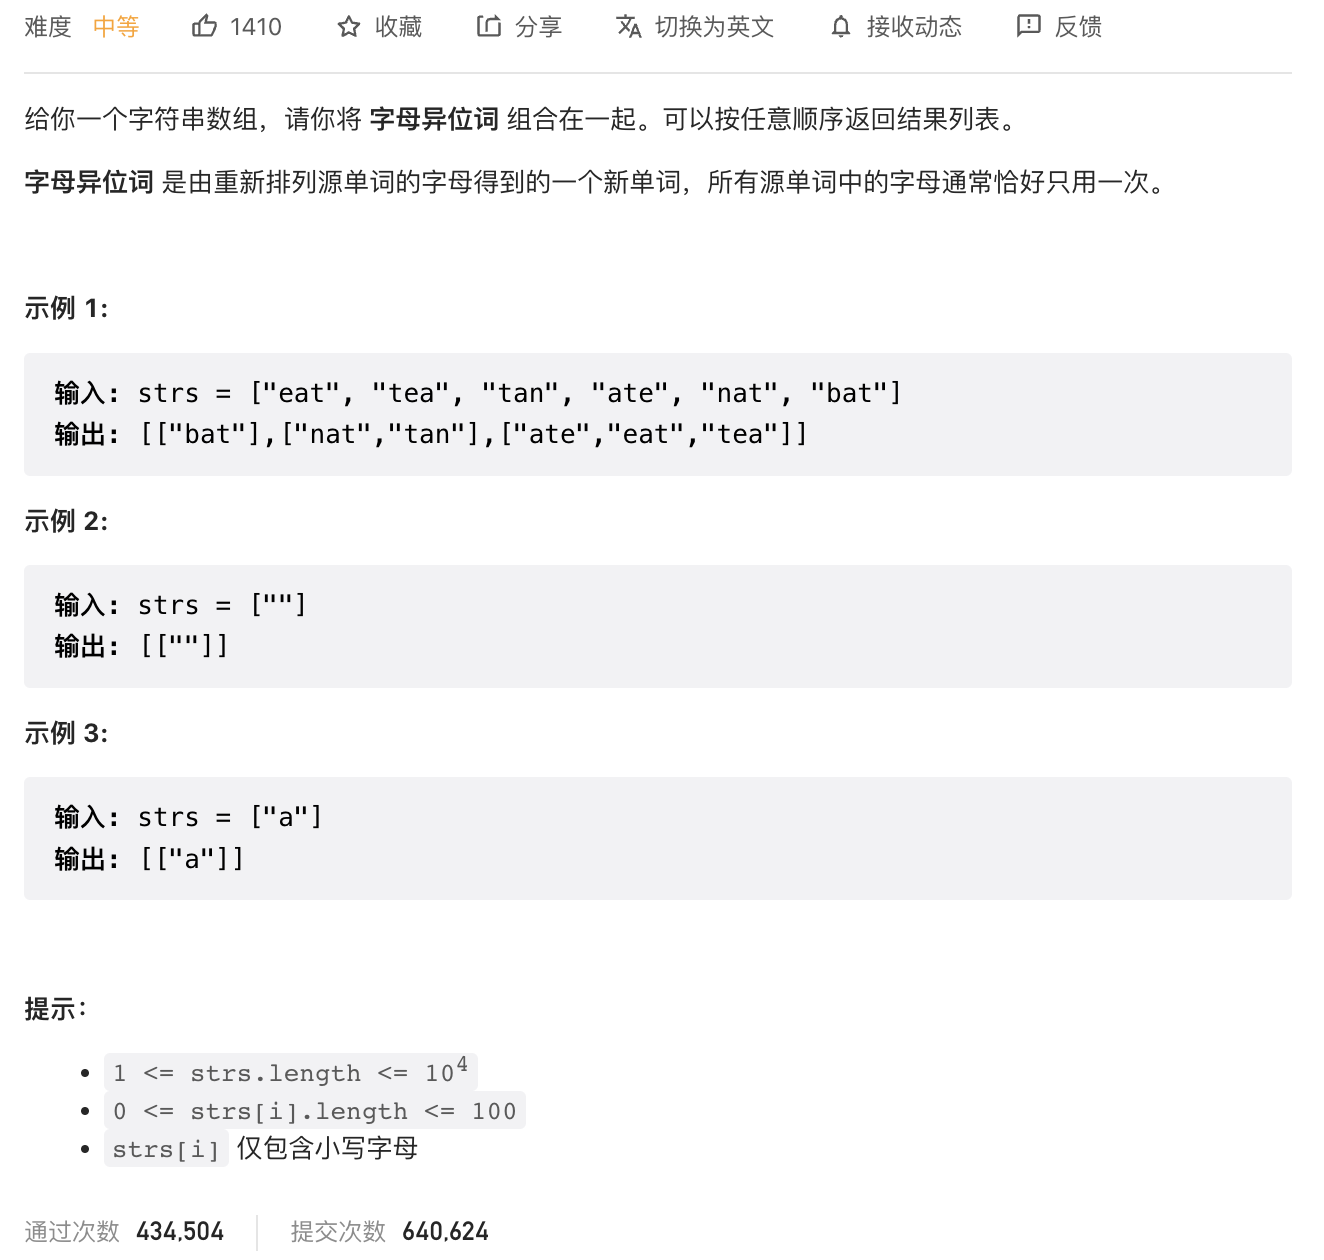 难度 中等 1410 收藏 分享 切换为英文 接收动态 反馈
给你一个字符串数组，请你将 字母异位词 组合在一起。可以按任意顺序返回结果列表。
字母异位词 是由重新排列源单词的字母得到的一个新单词，所有源单词中的字母通常恰好只用一次。
示例 1:
输入: strs = ["eat", "tea", "tan", "ate", "nat", "bat"]
输出: [["bat"],["nat","tan"],["ate","eat","tea"]]
示例 2:
输入: strs = [""]
输出: [[""]]
示例 3:
输入: strs = ["a"]
输出: [["a"]]
提示：
1 <= strs.length <= 10⁴
0 <= strs[i].length <= 100
strs[i] 仅包含小写字母
通过次数 434,504 提交次数 640,624